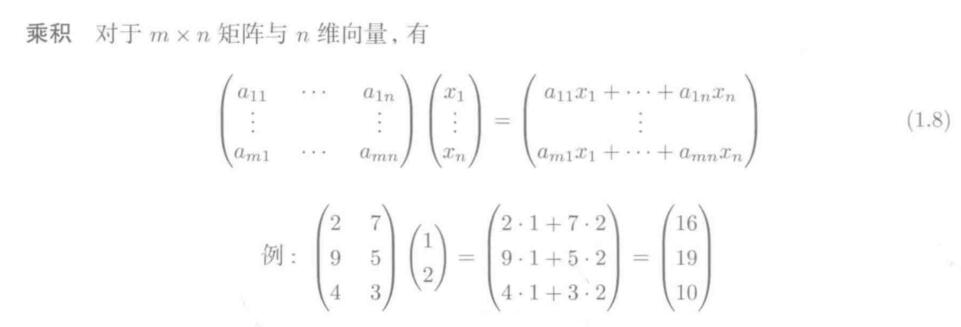 乘积 对于 m × n 矩阵与 n 维向量，有
\begin{pmatrix} a_{11} & \cdots & a_{1n} \\ \vdots & & \vdots \\ a_{m1} & \cdots & a_{mn} \end{pmatrix} \begin{pmatrix} x_1 \\ \vdots \\ x_n \end{pmatrix} = \begin{pmatrix} a_{11}x_1 + \cdots + a_{1n}x_n \\ \vdots \\ a_{m1}x_1 + \cdots + a_{mn}x_n \end{pmatrix} (1.8)
例： \begin{pmatrix} 2 & 7 \\ 9 & 5 \\ 4 & 3 \end{pmatrix} \begin{pmatrix} 1 \\ 2 \end{pmatrix} = \begin{pmatrix} 2 \cdot 1 + 7 \cdot 2 \\ 9 \cdot 1 + 5 \cdot 2 \\ 4 \cdot 1 + 3 \cdot 2 \end{pmatrix} = \begin{pmatrix} 16 \\ 19 \\ 10 \end{pmatrix}